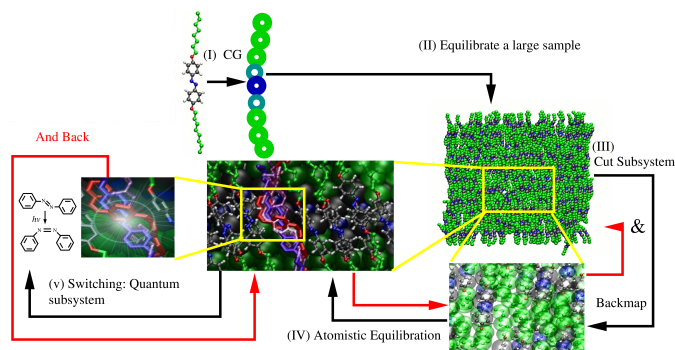 (I) CG
(II) Equilibrate a large sample
And Back
(III)
Cut Subsystem
N
N
hν
N
N
&
(v) Switching: Quantum
subsystem
Backmap
(IV) Atomistic Equilibration